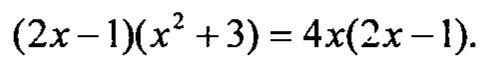 (2x − 1)(x² + 3) = 4x(2x − 1).